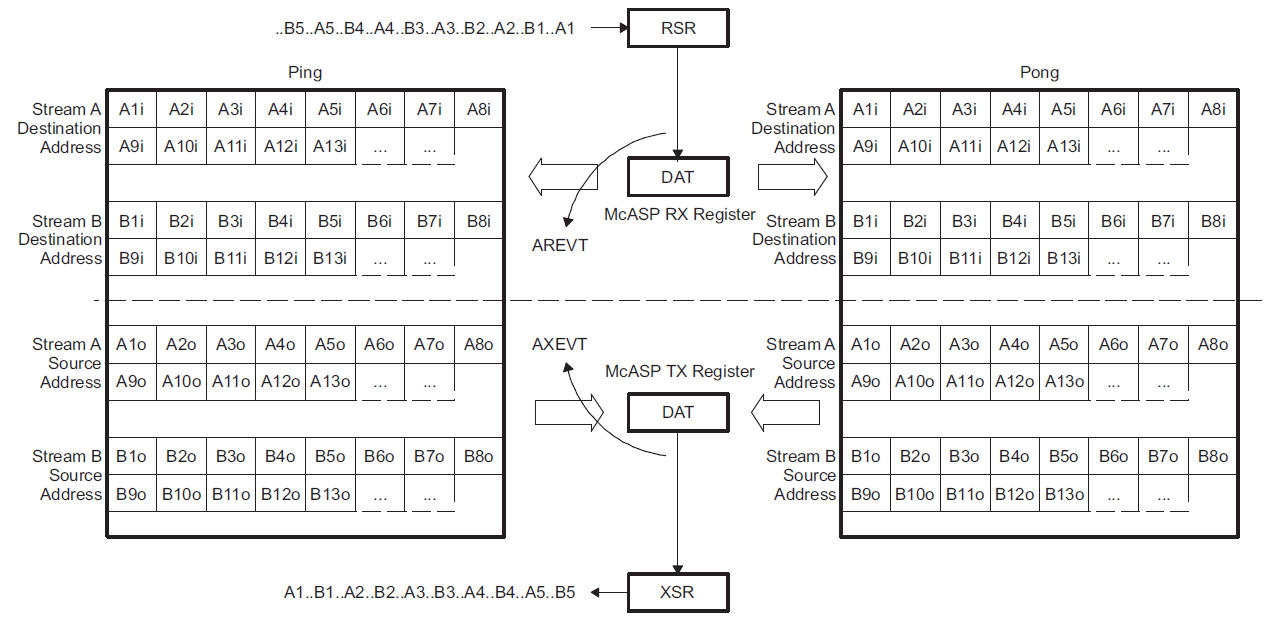 ..B5..A5..B4..A4..B3..A3..B2..A2..B1..A1
RSR
Ping
Pong
Stream A
Destination
Address
A1i A2i A3i A4i A5i A6i A7i A8i
A9i A10i A11i A12i A13i ... ...
Stream B
Destination
Address
B1i B2i B3i B4i B5i B6i B7i B8i
B9i B10i B11i B12i B13i ... ...
DAT
McASP RX Register
AREVT
Stream A
Destination
Address
A1i A2i A3i A4i A5i A6i A7i A8i
A9i A10i A11i A12i A13i ... ...
Stream B
Destination
Address
B1i B2i B3i B4i B5i B6i B7i B8i
B9i B10i B11i B12i B13i ... ...
Stream A
Source
Address
A1o A2o A3o A4o A5o A6o A7o A8o
A9o A10o A11o A12o A13o ... ...
Stream B
Source
Address
B1o B2o B3o B4o B5o B6o B7o B8o
B9o B10o B11o B12o B13o ... ...
AXEVT
McASP TX Register
DAT
Stream A
Source
Address
A1o A2o A3o A4o A5o A6o A7o A8o
A9o A10o A11o A12o A13o ... ...
Stream B
Source
Address
B1o B2o B3o B4o B5o B6o B7o B8o
B9o B10o B11o B12o B13o ... ...
A1..B1..A2..B2..A3..B3..A4..B4..A5..B5
XSR